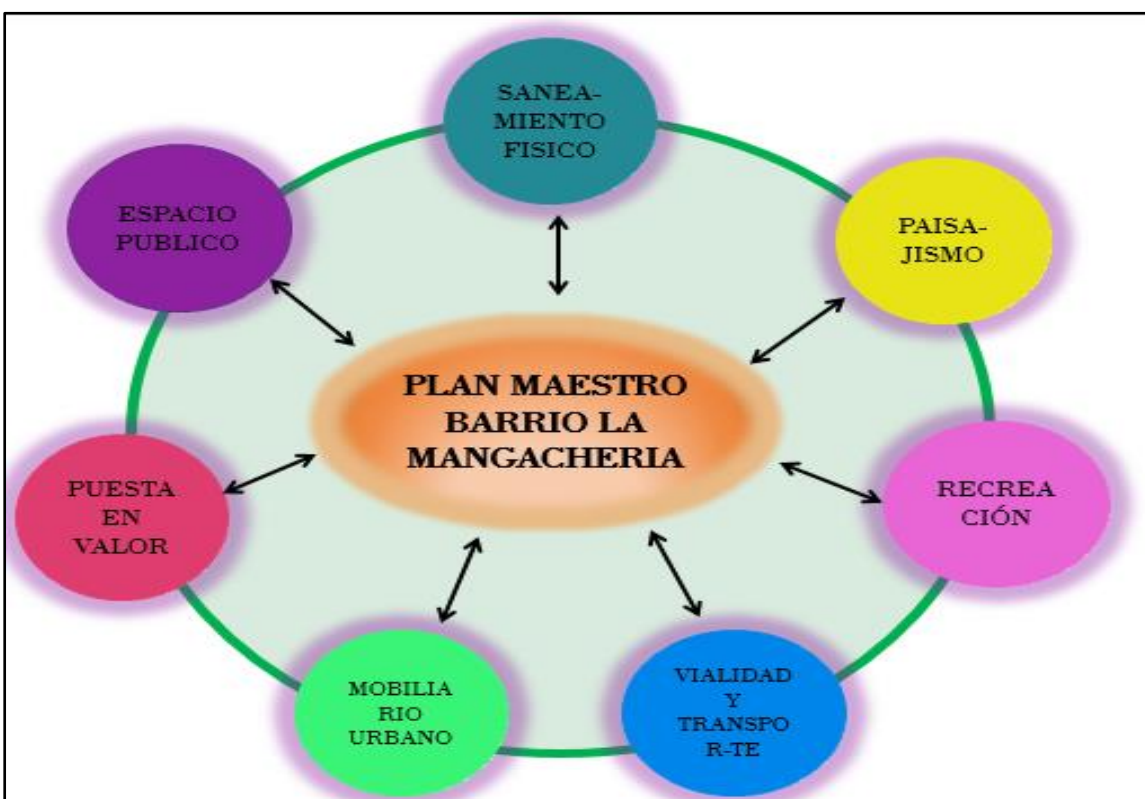 SANEA-
MIENTO
FISICO
ESPACIO
PUBLICO
PAISA-
JISMO
PLAN MAESTRO
BARRIO LA
MANGACHERIA
PUESTA
EN
VALOR
RECREA
CIÓN
MOBILIA
RIO
URBANO
VIALIDAD
Y
TRANSPO
R-TE